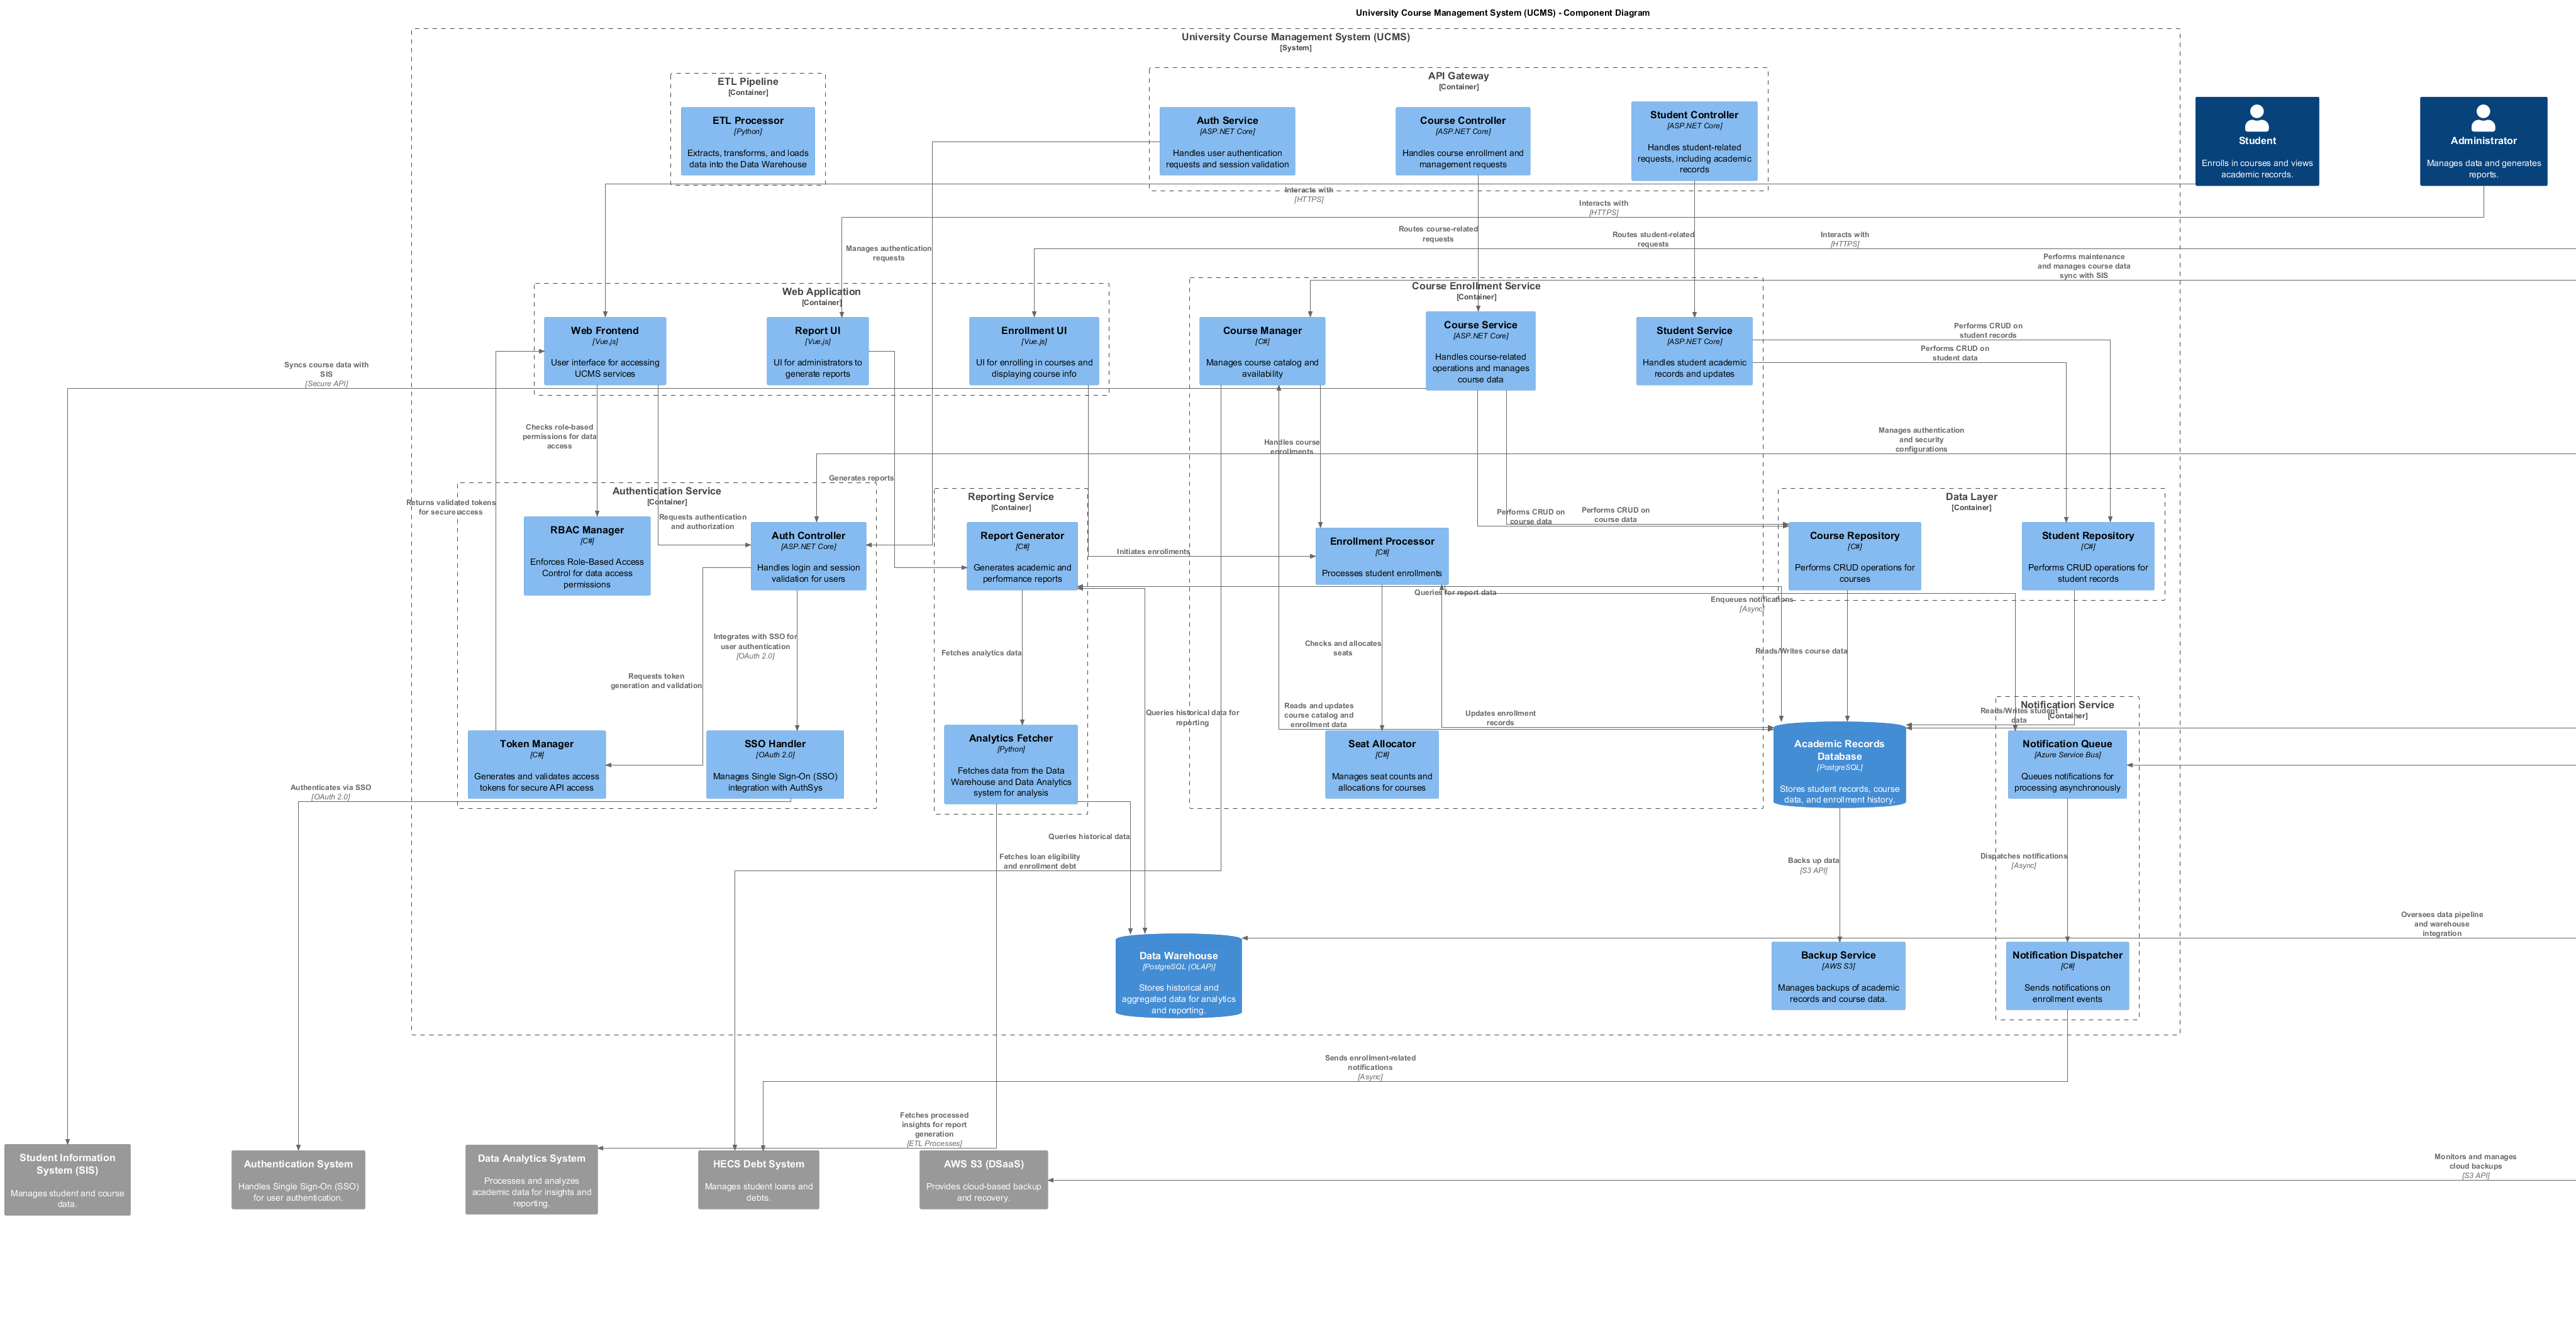 University Course Management System (UCMS) - Component Diagram
University Course Management System (UCMS)
[System]
ETL Pipeline
[Container]
ETL Processor
[Python]
Extracts, transforms, and loads
data into the Data Warehouse
API Gateway
[Container]
Auth Service
[ASP.NET Core]
Handles user authentication
requests and session validation
Course Controller
[ASP.NET Core]
Handles course enrollment and
management requests
Student Controller
[ASP.NET Core]
Handles student-related
requests, including academic
records
Student
Enrolls in courses and views
academic records.
Administrator
Manages data and generates
reports.
Interacts with
[HTTPS]
Interacts with
[HTTPS]
Interacts with
[HTTPS]
Manages authentication
requests
Routes course-related
requests
Routes student-related
requests
Performs maintenance
and manages course data
sync with SIS
Web Application
[Container]
Web Frontend
[Vue.js]
User interface for accessing
UCMS services
Report UI
[Vue.js]
UI for administrators to
generate reports
Enrollment UI
[Vue.js]
UI for enrolling in courses and
displaying course info
Course Enrollment Service
[Container]
Course Manager
[C#]
Manages course catalog and
availability
Course Service
[ASP.NET Core]
Handles course-related
operations and manages
course data
Student Service
[ASP.NET Core]
Handles student academic
records and updates
Performs CRUD on
student records
Performs CRUD on
student data
Syncs course data with
SIS
[Secure API]
Checks role-based
permissions for data
access
Handles course
enrollments
Manages authentication
and security
configurations
Generates reports
Returns validated tokens
for secure access
Requests authentication
and authorization
Authentication Service
[Container]
RBAC Manager
[C#]
Enforces Role-Based Access
Control for data access
permissions
Auth Controller
[ASP.NET Core]
Handles login and session
validation for users
Reporting Service
[Container]
Report Generator
[C#]
Generates academic and
performance reports
Initiates enrollments
Enrollment Processor
[C#]
Processes student enrollments
Performs CRUD on
course data
Performs CRUD on
course data
Data Layer
[Container]
Course Repository
[C#]
Performs CRUD operations for
courses
Student Repository
[C#]
Performs CRUD operations for
student records
Queries for report data
Enqueues notifications
[Async]
Integrates with SSO for
user authentication
[OAuth 2.0]
Requests token
generation and validation
Fetches analytics data
Checks and allocates
seats
Reads/Writes course data
Queries historical data for
reporting
Reads and updates
course catalog and
enrollment data
Updates enrollment
records
Reads/Writes student
data
Notification Service
[Container]
Token Manager
[C#]
Generates and validates access
tokens for secure API access
SSO Handler
[OAuth 2.0]
Manages Single Sign-On (SSO)
integration with AuthSys
Analytics Fetcher
[Python]
Fetches data from the Data
Warehouse and Data Analytics
system for analysis
Seat Allocator
[C#]
Manages seat counts and
allocations for courses
Academic Records
Database
[PostgreSQL]
Stores student records, course
data, and enrollment history.
Notification Queue
[Azure Service Bus]
Queues notifications for
processing asynchronously
Authenticates via SSO
[OAuth 2.0]
Queries historical data
Fetches loan eligibility
and enrollment debt
Backs up data
[S3 API]
Dispatches notifications
[Async]
Oversees data pipeline
and warehouse
integration
Data Warehouse
[PostgreSQL (OLAP)]
Stores historical and
aggregated data for analytics
and reporting.
Backup Service
[AWS S3]
Manages backups of academic
records and course data.
Notification Dispatcher
[C#]
Sends notifications on
enrollment events
Sends enrollment-related
notifications
[Async]
Fetches processed
insights for report
generation
[ETL Processes]
Monitors and manages
cloud backups
[S3 API]
Student Information
System (SIS)
Manages student and course
data.
Authentication System
Handles Single Sign-On (SSO)
for user authentication.
Data Analytics System
Processes and analyzes
academic data for insights and
reporting.
HECS Debt System
Manages student loans and
debts.
AWS S3 (DSaaS)
Provides cloud-based backup
and recovery.